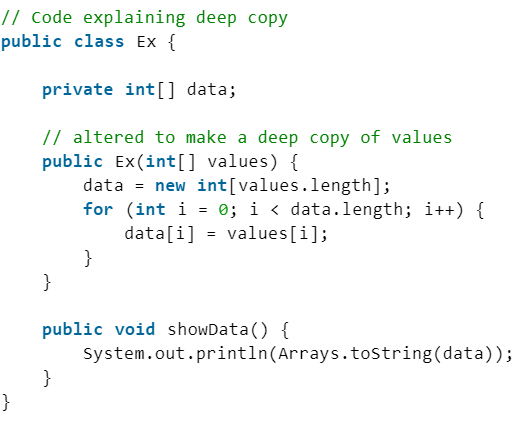 // Code explaining deep copy
public class Ex {
    private int[] data;
    // altered to make a deep copy of values
    public Ex(int[] values) {
        data = new int[values.length];
        for (int i = 0; i < data.length; i++) {
            data[i] = values[i];
        }
    }
    public void showData() {
        System.out.println(Arrays.toString(data));
    }
}